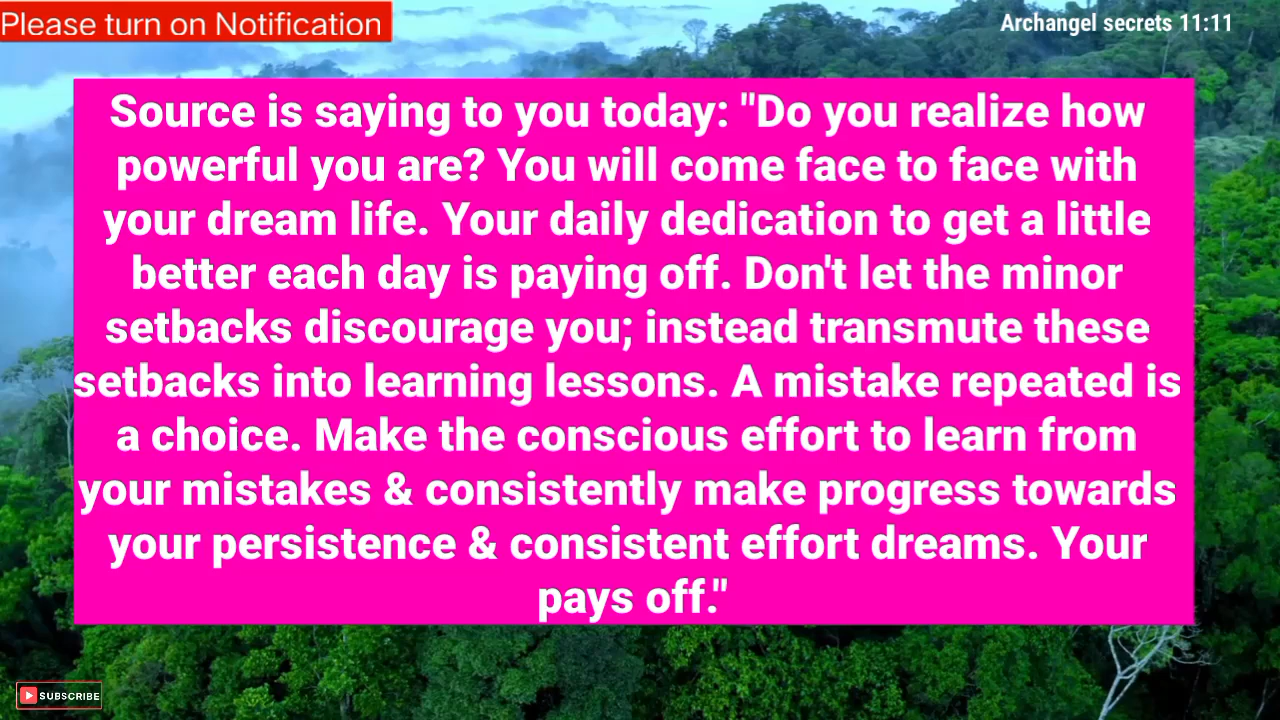 Please turn on Notification
Archangel secrets 11:11
Source is saying to you today: "Do you realize how
powerful you are? You will come face to face with
your dream life. Your daily dedication to get a little
better each day is paying off. Don't let the minor
setbacks discourage you; instead transmute these
setbacks into learning lessons. A mistake repeated is
a choice. Make the conscious effort to learn from
your mistakes & consistently make progress towards
your persistence & consistent effort dreams. Your
pays off."
SUBSCRIBE